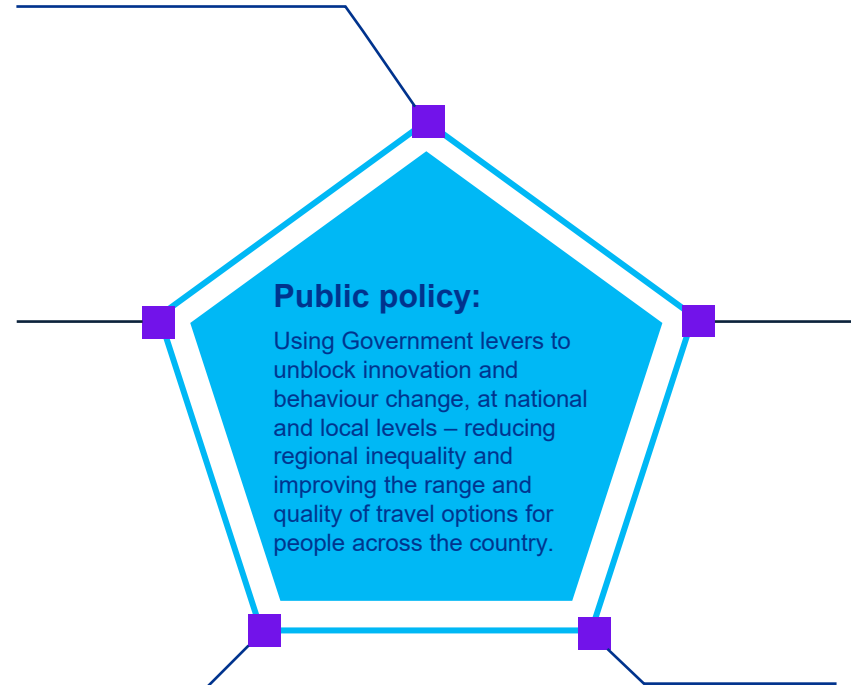 Public policy:
Using Government levers to
unblock innovation and
behaviour change, at national
and local levels – reducing
regional inequality and
improving the range and
quality of travel options for
people across the country.